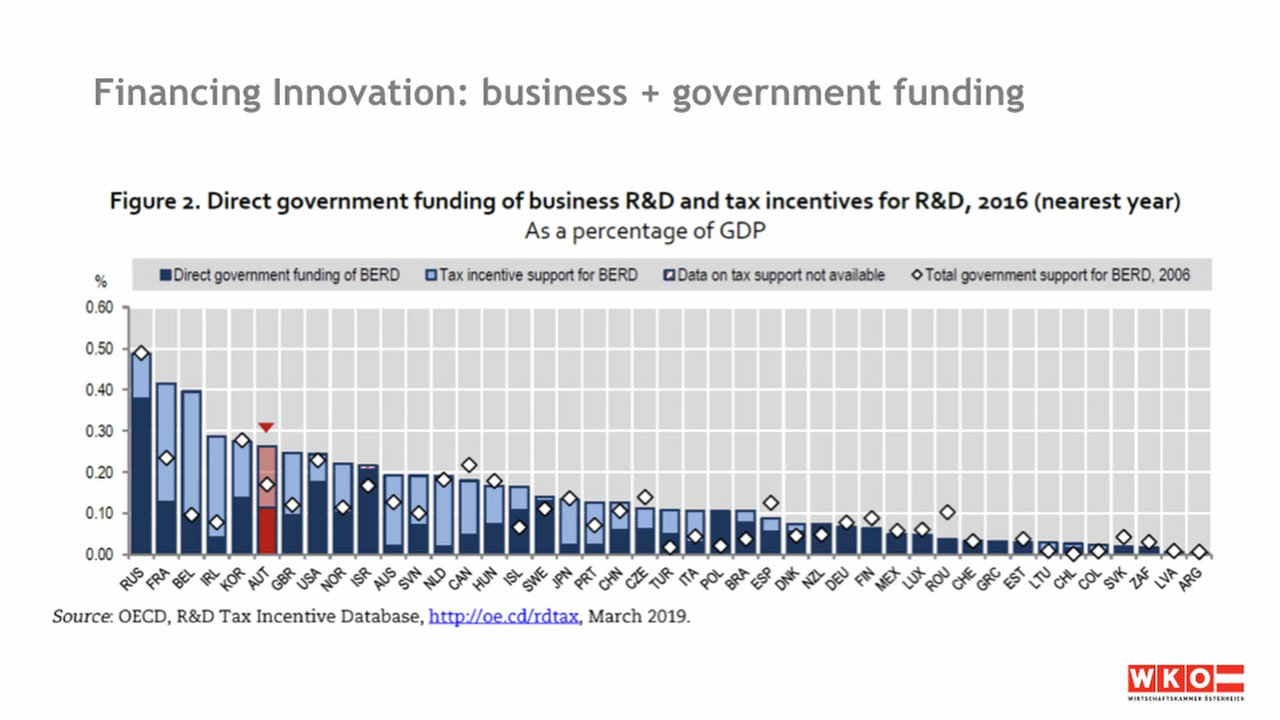 Financing Innovation: business + government funding
Figure 2. Direct government funding of business R&D and tax incentives for R&D, 2016 (nearest year)
As a percentage of GDP
%
Direct government funding of BERD Tax incentive support for BERD Data on tax support not available Total government support for BERD, 2006
0.60
0.50
0.40
0.30
0.20
0.10
0.00
RUS FRA BEL IRL KOR AUT GBR USA NOR ISR AUS SVN NLD CAN HUN ISL SWE JPN PRT CHN CZE TUR ITA POL BRA ESP DNK NZL DEU FIN MEX LUX ROU CHE GRC EST LTU CHL COL SVK ZAF LVA ARG
Source: OECD, R&D Tax Incentive Database, http://oe.cd/rdtax, March 2019.
WKO
WIRTSCHAFTSKAMMER ÖSTERREICH